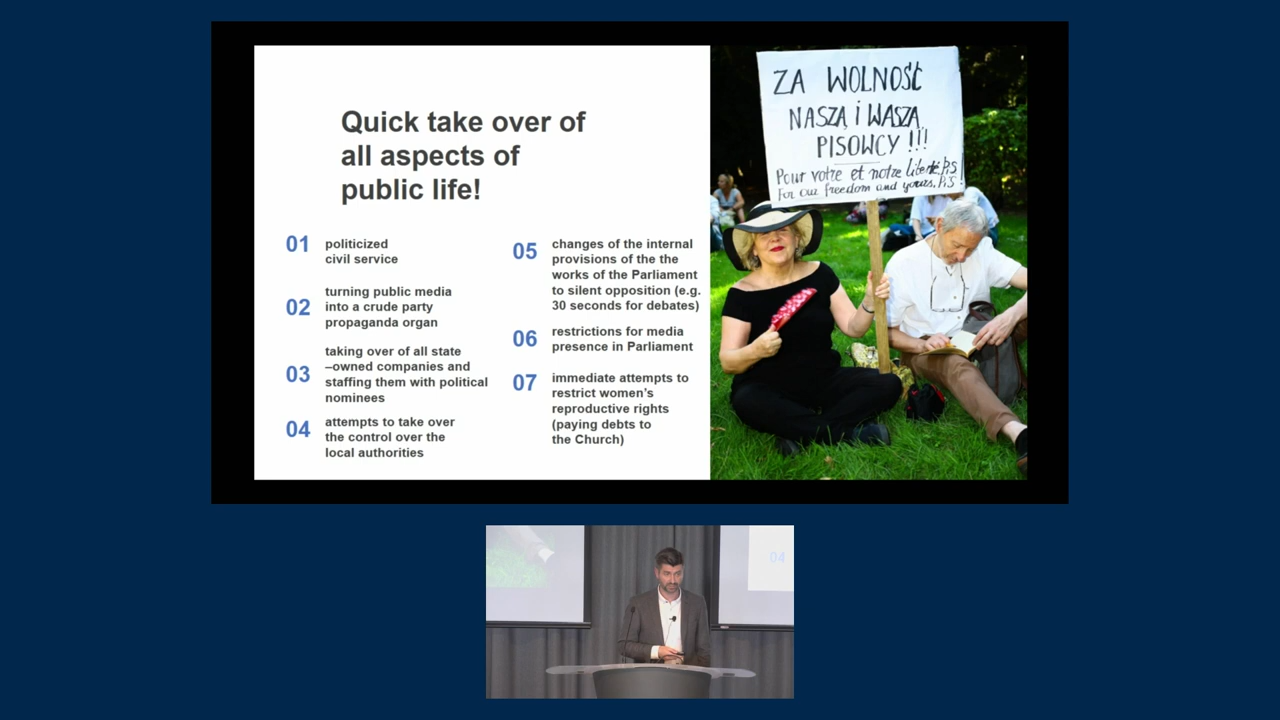 Quick take over of
all aspects of
public life!
01
politicized
civil service
02
turning public media
into a crude party
propaganda organ
03
taking over of all state
–owned companies and
staffing them with political
nominees
04
attempts to take over
the control over the
local authorities
05
changes of the internal
provisions of the the
works of the Parliament
to silent opposition (e.g.
30 seconds for debates)
06
restrictions for media
presence in Parliament
07
immediate attempts to
restrict women’s
reproductive rights
(paying debts to
the Church)
ZA WOLNOŚĆ
NASZĄ i WASZĄ
PISOWCY !!!
Pour votre et notre liberté, PiS!
For our freedom and yours, PiS!
04